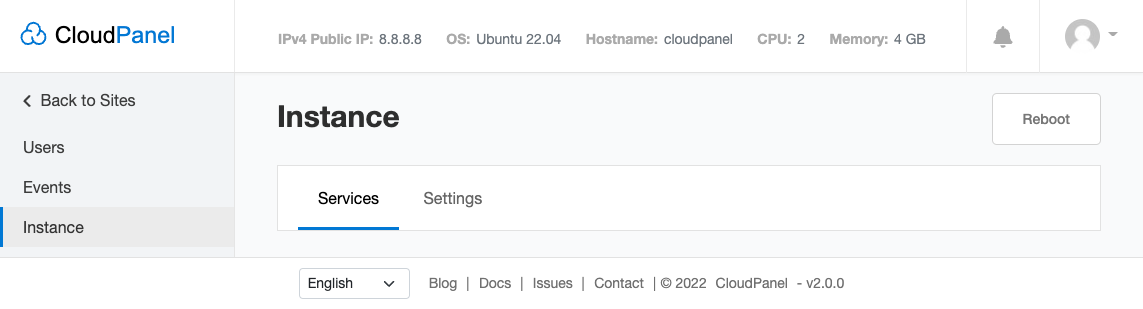 CloudPanel
IPv4 Public IP: 8.8.8.8 OS: Ubuntu 22.04 Hostname: cloudpanel CPU: 2 Memory: 4 GB
Back to Sites
Users
Events
Instance
Instance
Reboot
Services Settings
English Blog | Docs | Issues | Contact | © 2022 CloudPanel - v2.0.0